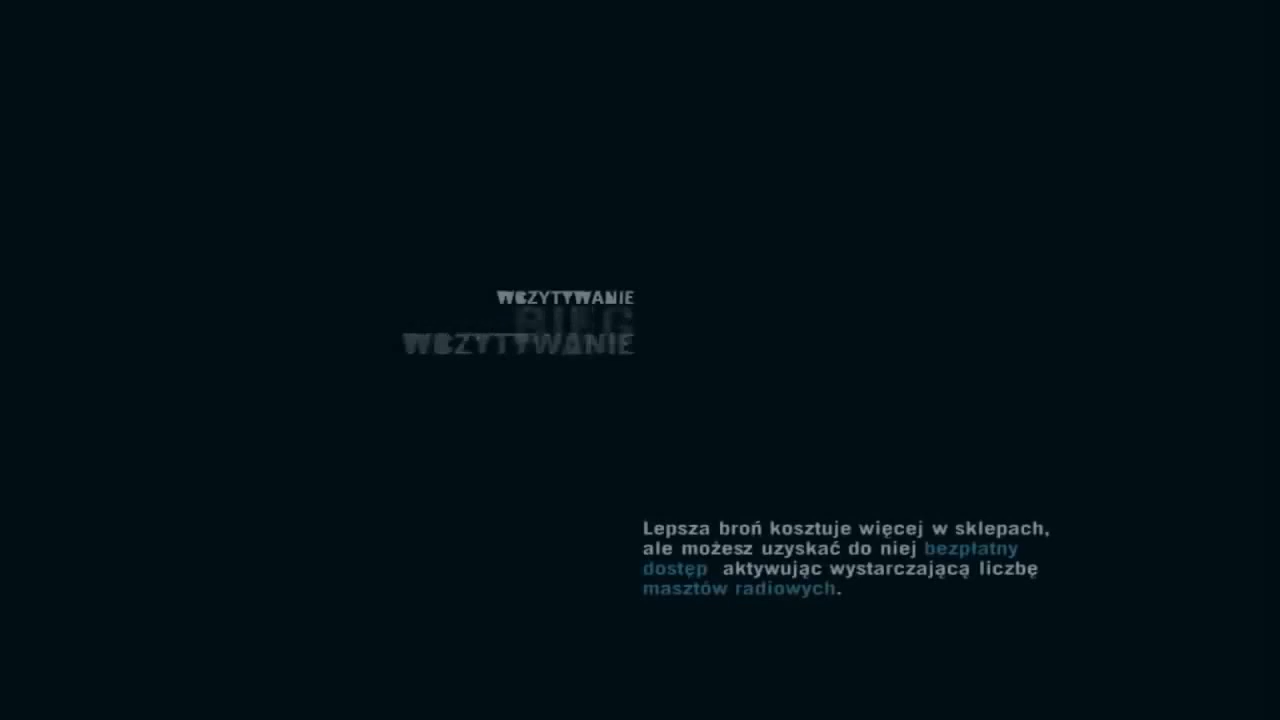 WCZYTYWANIE
BIEG
WCZYTYWANIE
Lepsza broń kosztuje więcej w sklepach,
ale możesz uzyskać do niej bezpłatny
dostęp aktywując wystarczającą liczbę
masztów radiowych.